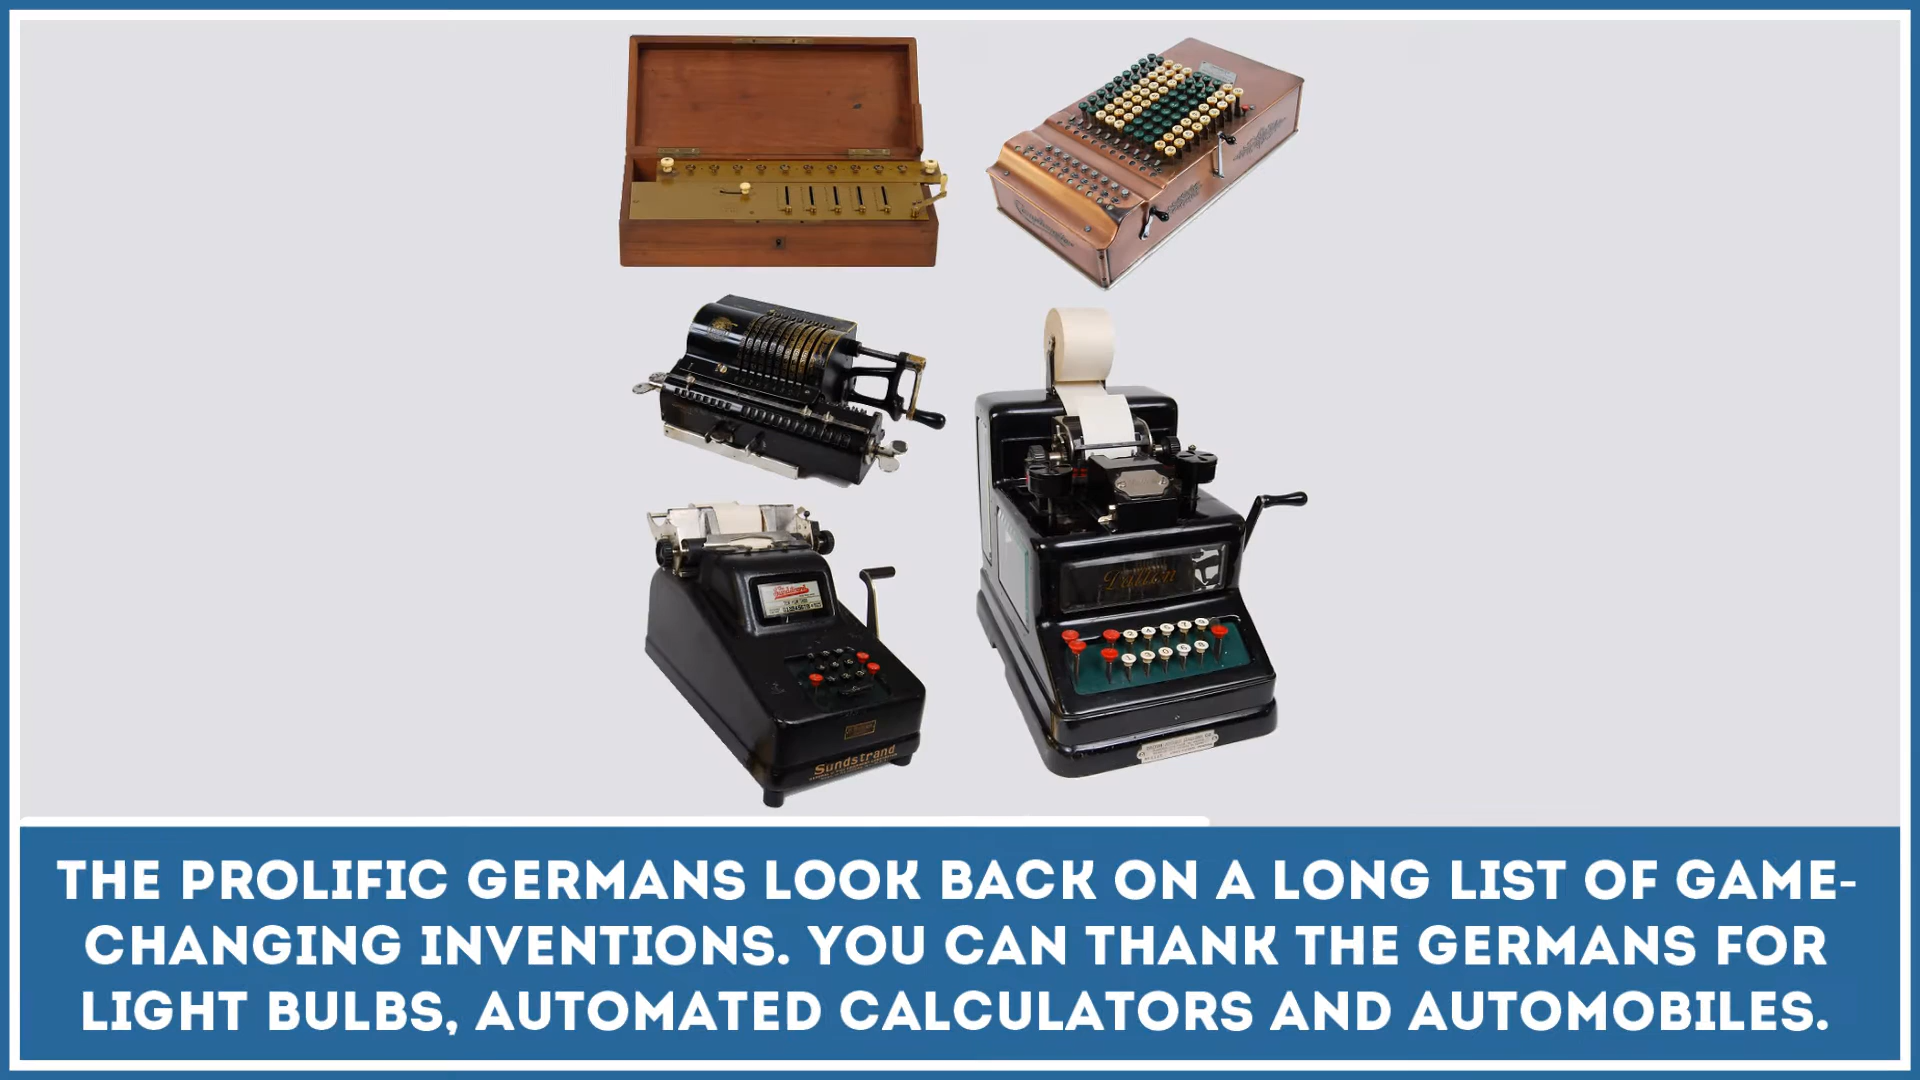 Dalton
Sundstrand
THE PROLIFIC GERMANS LOOK BACK ON A LONG LIST OF GAME-
CHANGING INVENTIONS. YOU CAN THANK THE GERMANS FOR
LIGHT BULBS, AUTOMATED CALCULATORS AND AUTOMOBILES.